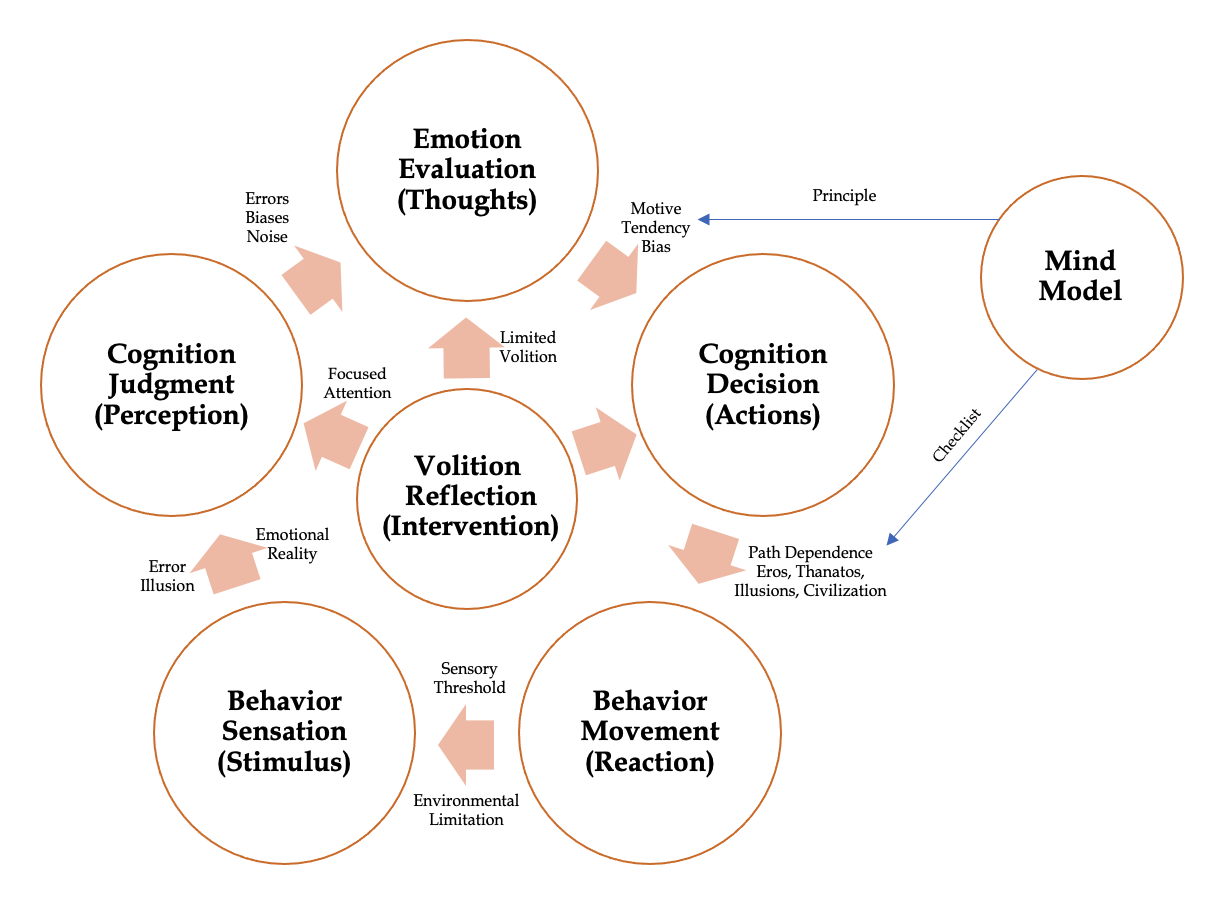 Emotion
Evaluation
(Thoughts)
Errors
Biases
Noise
Motive
Tendency
Bias
Principle
Mind
Model
Limited
Volition
Cognition
Judgment
(Perception)
Focused
Attention
Cognition
Decision
(Actions)
Checklist
Volition
Reflection
(Intervention)
Emotional
Reality
Error
Illusion
Path Dependence
Eros, Thanatos,
Illusions, Civilization
Sensory
Threshold
Behavior
Sensation
(Stimulus)
Behavior
Movement
(Reaction)
Environmental
Limitation